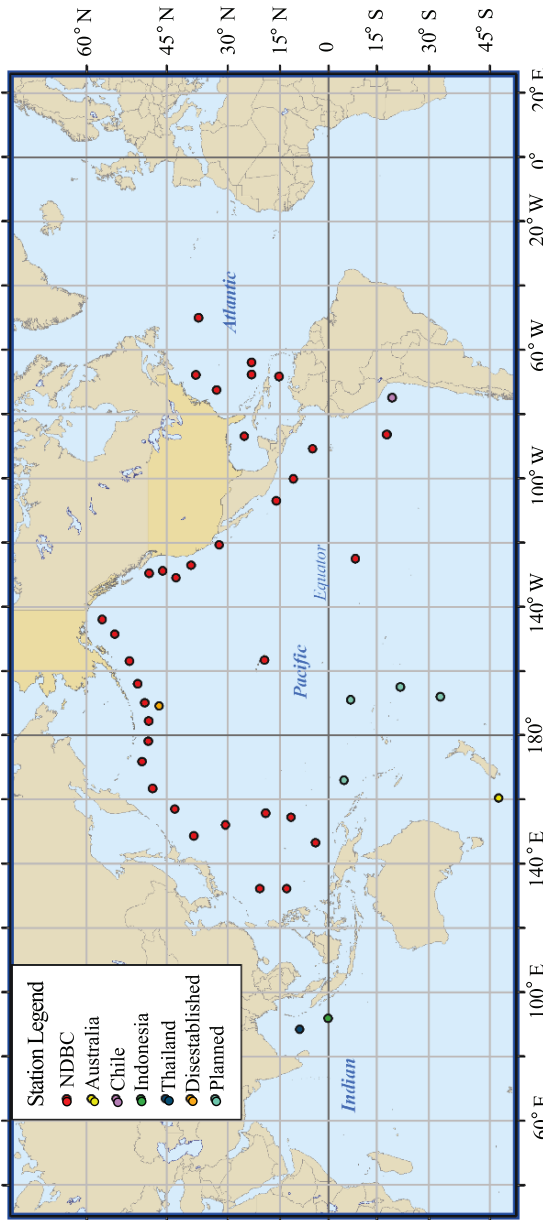 Station Legend
NDBC
Australia
Chile
Indonesia
Thailand
Disestablished
Planned
Atlantic
Pacific
Equator
Indian
60° N
45° N
30° N
15° N
0
15° S
30° S
45° S
60° E
100° E
140° E
180°
140° W
100° W
60° W
20° W
0°
20° E